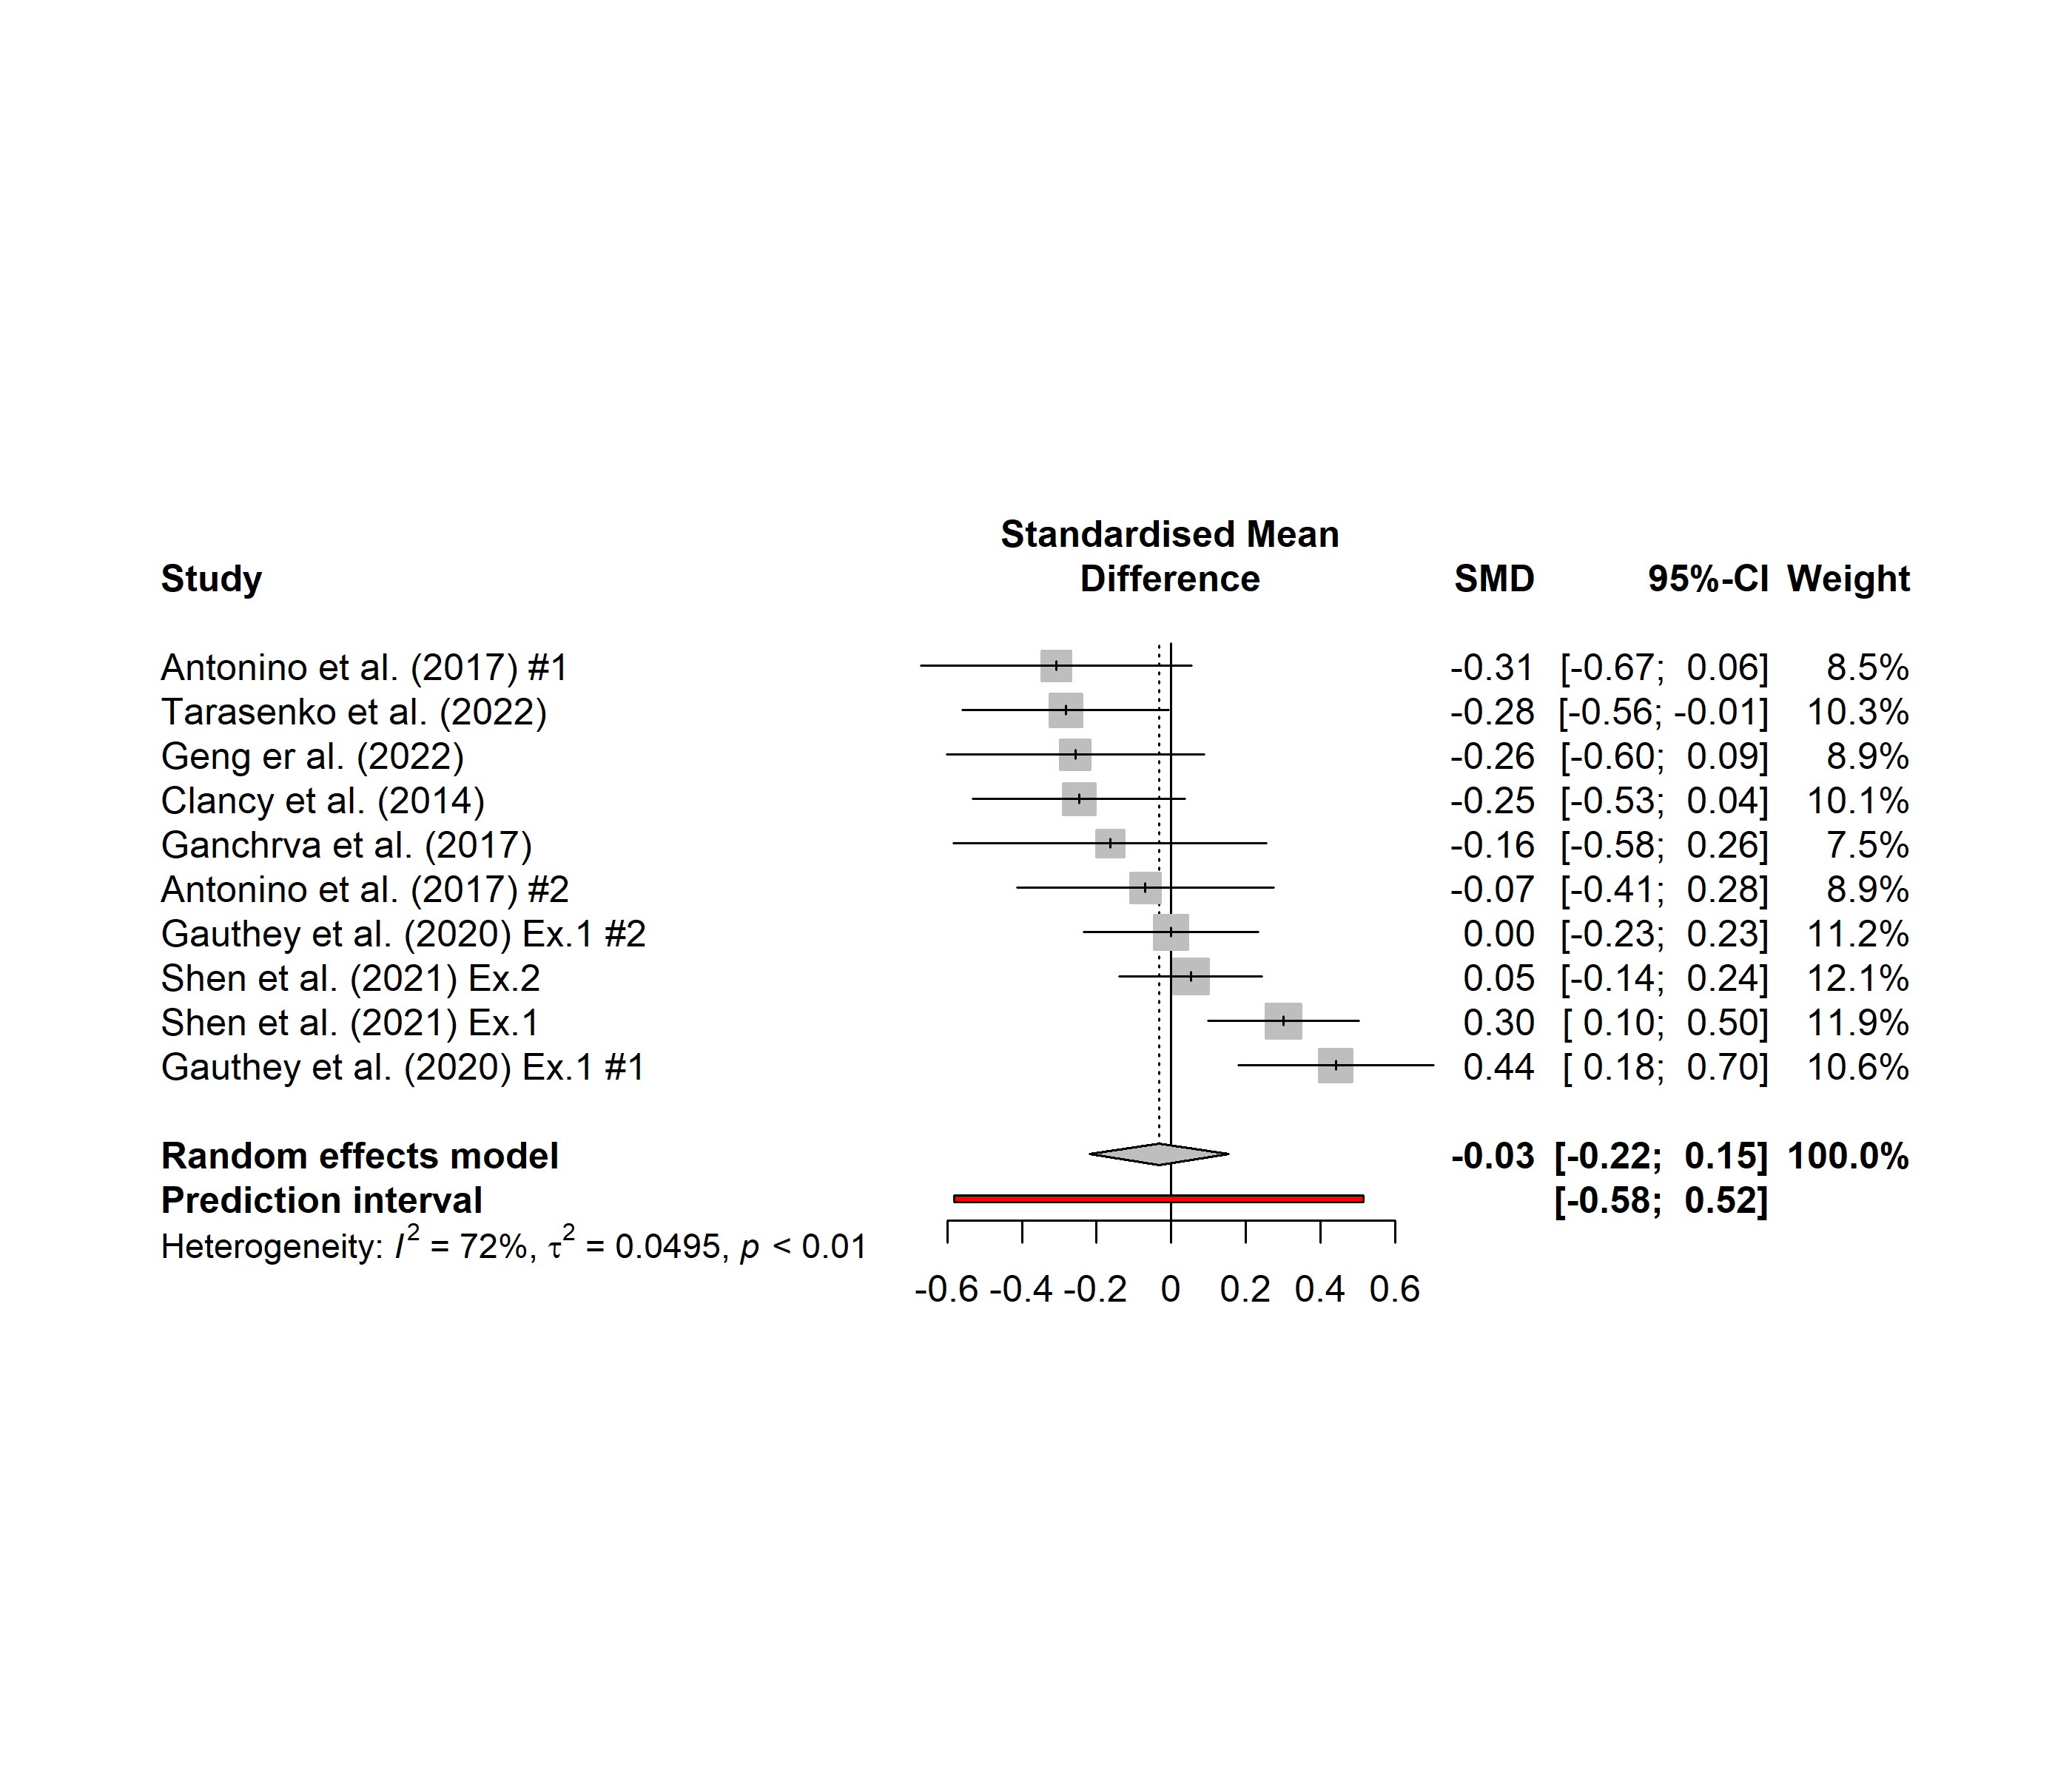 Standardised Mean
Study Difference SMD 95%-CI Weight
Antonino et al. (2017) #1 -0.31 [-0.67; 0.06] 8.5%
Tarasenko et al. (2022) -0.28 [-0.56; -0.01] 10.3%
Geng er al. (2022) -0.26 [-0.60; 0.09] 8.9%
Clancy et al. (2014) -0.25 [-0.53; 0.04] 10.1%
Ganchrva et al. (2017) -0.16 [-0.58; 0.26] 7.5%
Antonino et al. (2017) #2 -0.07 [-0.41; 0.28] 8.9%
Gauthey et al. (2020) Ex.1 #2 0.00 [-0.23; 0.23] 11.2%
Shen et al. (2021) Ex.2 0.05 [-0.14; 0.24] 12.1%
Shen et al. (2021) Ex.1 0.30 [ 0.10; 0.50] 11.9%
Gauthey et al. (2020) Ex.1 #1 0.44 [ 0.18; 0.70] 10.6%
Random effects model -0.03 [-0.22; 0.15] 100.0%
Prediction interval [-0.58; 0.52]
Heterogeneity: I² = 72%, τ² = 0.0495, p < 0.01
-0.6 -0.4 -0.2 0 0.2 0.4 0.6